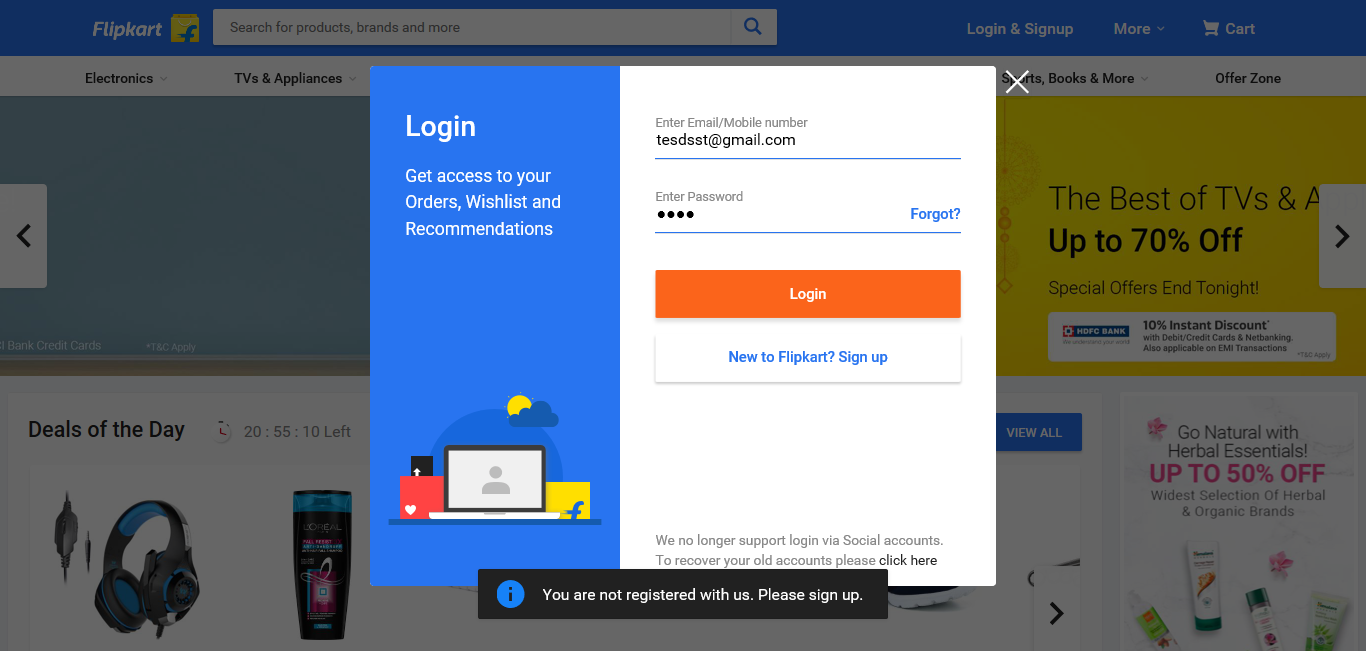 Flipkart
Search for products, brands and more
Login & Signup
More
Cart
Electronics
TVs & Appliances
Sports, Books & More
Offer Zone
Login
Get access to your
Orders, Wishlist and
Recommendations
Enter Email/Mobile number
tesdsst@gmail.com
Enter Password
Forgot?
Login
New to Flipkart? Sign up
We no longer support login via Social accounts.
To recover your old accounts please click here
You are not registered with us. Please sign up.
Bank Credit Cards
*T&C Apply
The Best of TVs & A
Up to 70% Off
Special Offers End Tonight!
HDFC BANK
We understand your world
10% Instant Discount*
with Debit/Credit Cards & Netbanking.
Also applicable on EMI Transactions
*T&C Apply
Deals of the Day
20 : 55 : 10 Left
VIEW ALL
L'ORÉAL
Go Natural with
Herbal Essentials!
UP TO 50% OFF
Widest Selection Of Herbal
& Organic Brands